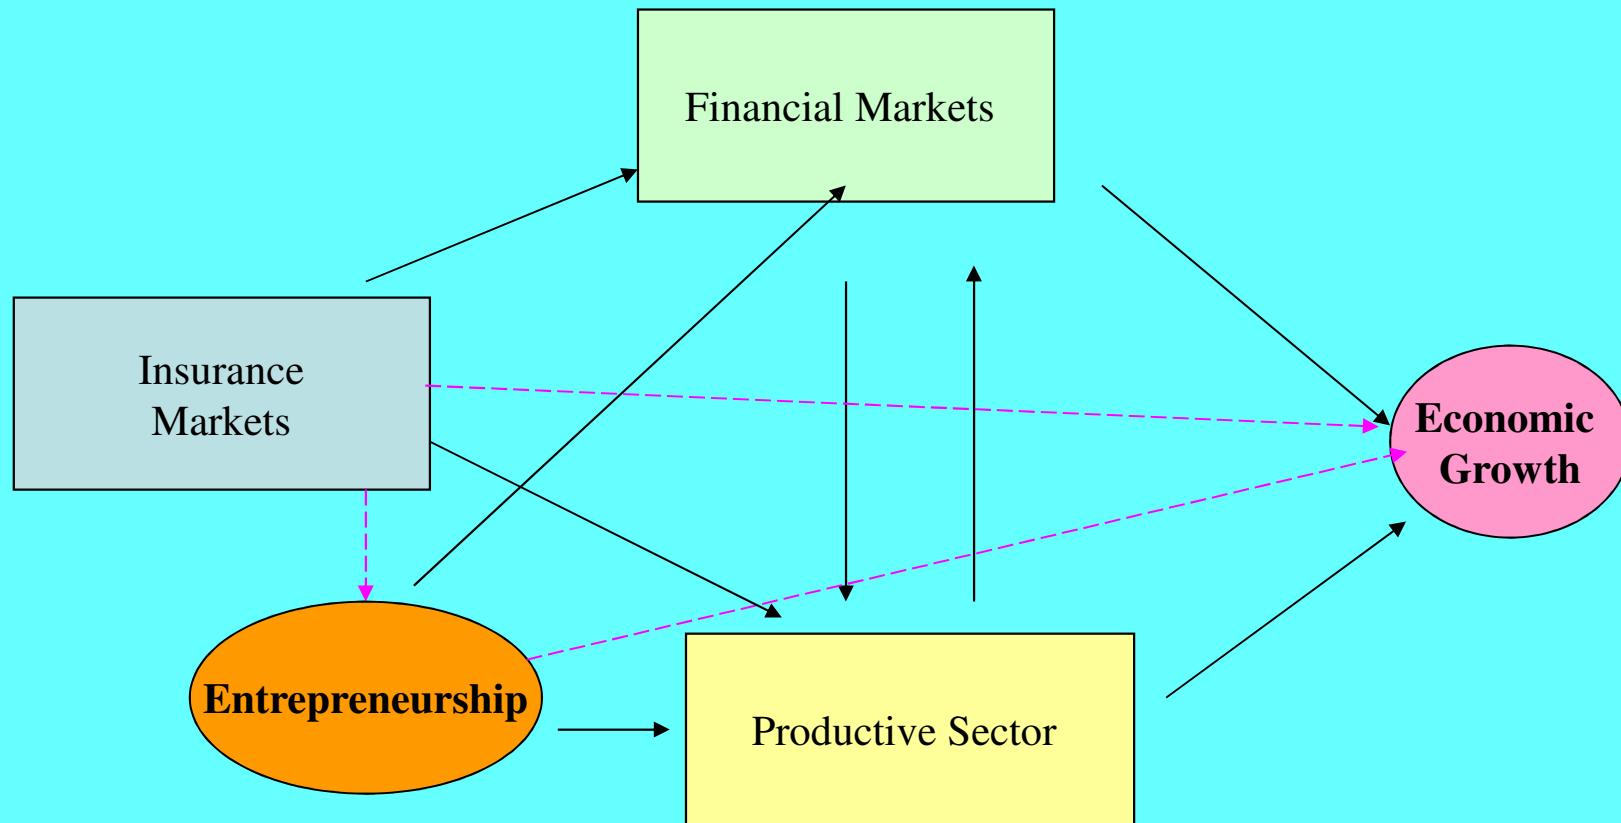 Financial Markets
Insurance
Markets
Economic
Growth
Entrepreneurship
Productive Sector